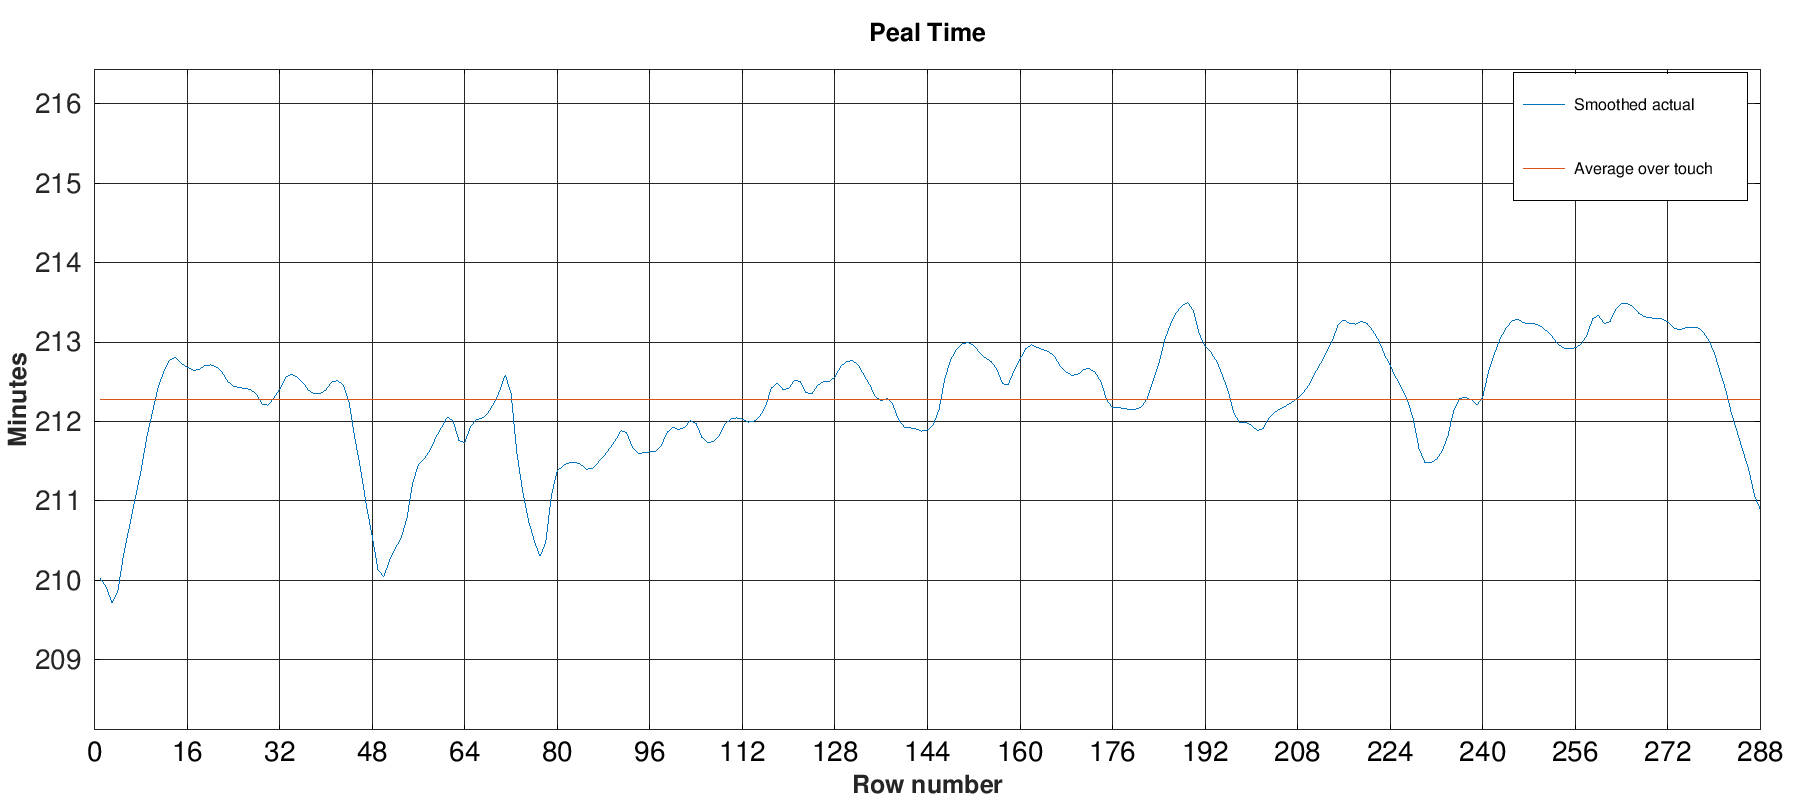 Peal Time
Smoothed actual
Average over touch
216
215
214
213
212
211
210
209
Minutes
0 16 32 48 64 80 96 112 128 144 160 176 192 208 224 240 256 272 288
Row number